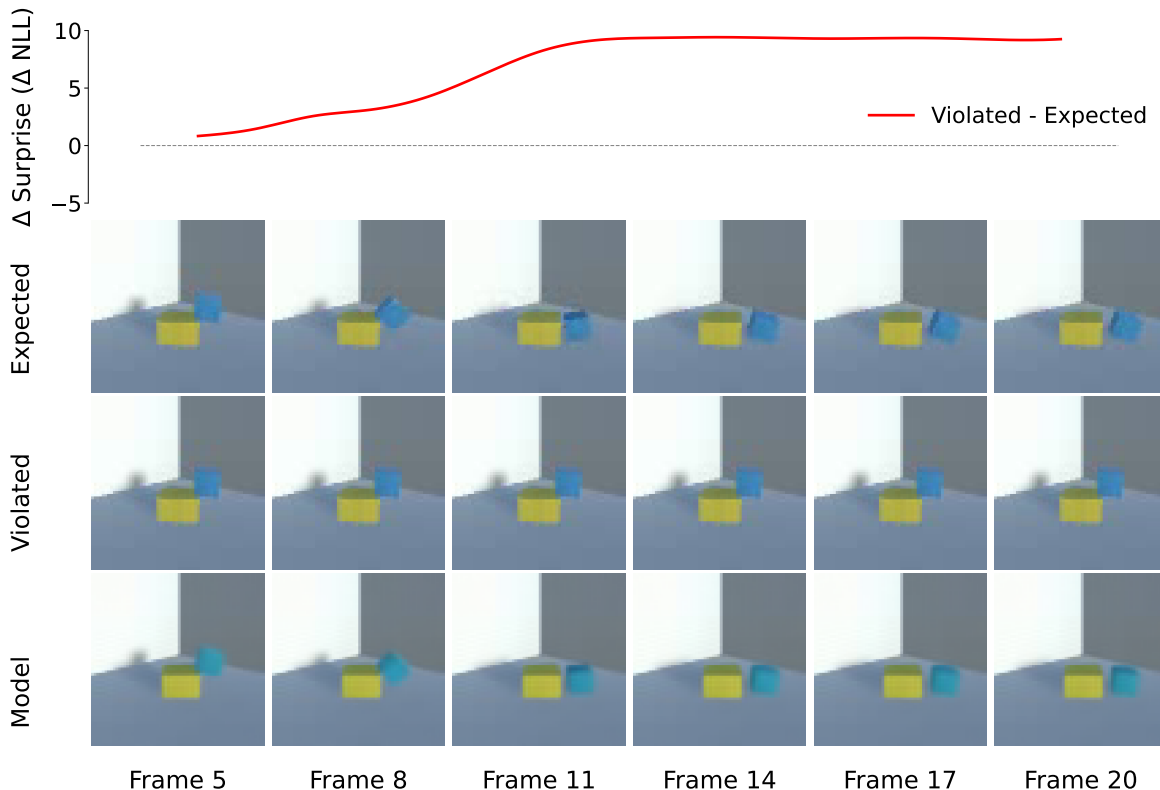 Δ Surprise (Δ NLL)
10
5
0
−5
Violated - Expected
Expected
Violated
Model
Frame 5
Frame 8
Frame 11
Frame 14
Frame 17
Frame 20